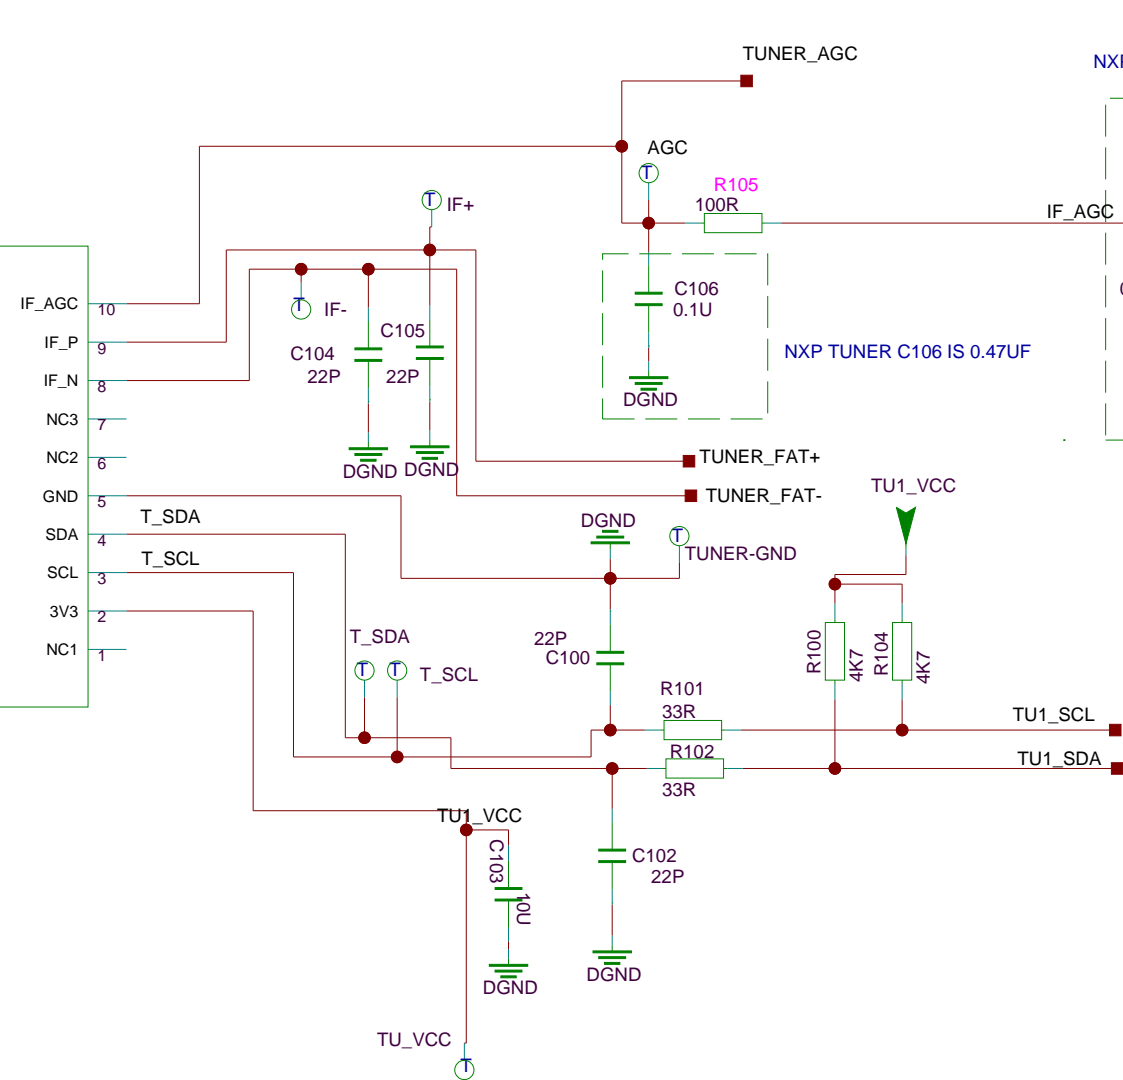 TUNER_AGC
NXP
AGC
T
R105
100R
T
IF+
IF_AGC
C106
0.1U
IF_AGC
10
T
IF-
C105
C104
22P
22P
IF_P
9
NXP TUNER C106 IS 0.47UF
IF_N
8
DGND
NC3
7
NC2
6
DGND
DGND
TUNER_FAT+
GND
5
TUNER_FAT-
TU1_VCC
T_SDA
DGND
SDA
4
T
TUNER-GND
T_SCL
SCL
3
3V3
2
T_SDA
22P
C100
R100
4K7
R104
4K7
NC1
1
T
T
T_SCL
R101
33R
TU1_SCL
R102
TU1_SDA
33R
TU1_VCC
C103
10U
C102
22P
DGND
DGND
TU_VCC
T